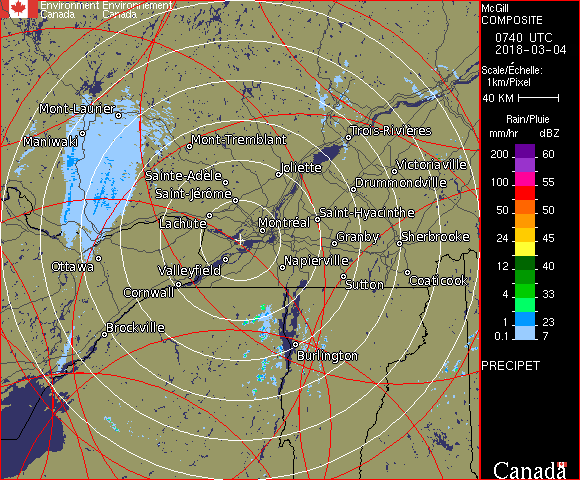 Environment Environnement
Canada Canada
McGill
COMPOSITE
0740 UTC
2018-03-04
Scale/Échelle:
1km/Pixel
40 KM
Rain/Pluie
mm/hr dBZ
200 60
100 55
75 53
50 50
24 45
12 40
4 33
1 23
0.1 7
PRECIPET
Canada
Mont-Laurier
Maniwaki
Mont-Tremblant
Trois-Rivières
Joliette
Sainte-Adèle
Saint-Jérôme
Victoriaville
Drummondville
Lachute
Montréal
Saint-Hyacinthe
Granby
Sherbrooke
Ottawa
Valleyfield
Napierville
Cornwall
Sutton
Coaticook
Brockville
Burlington